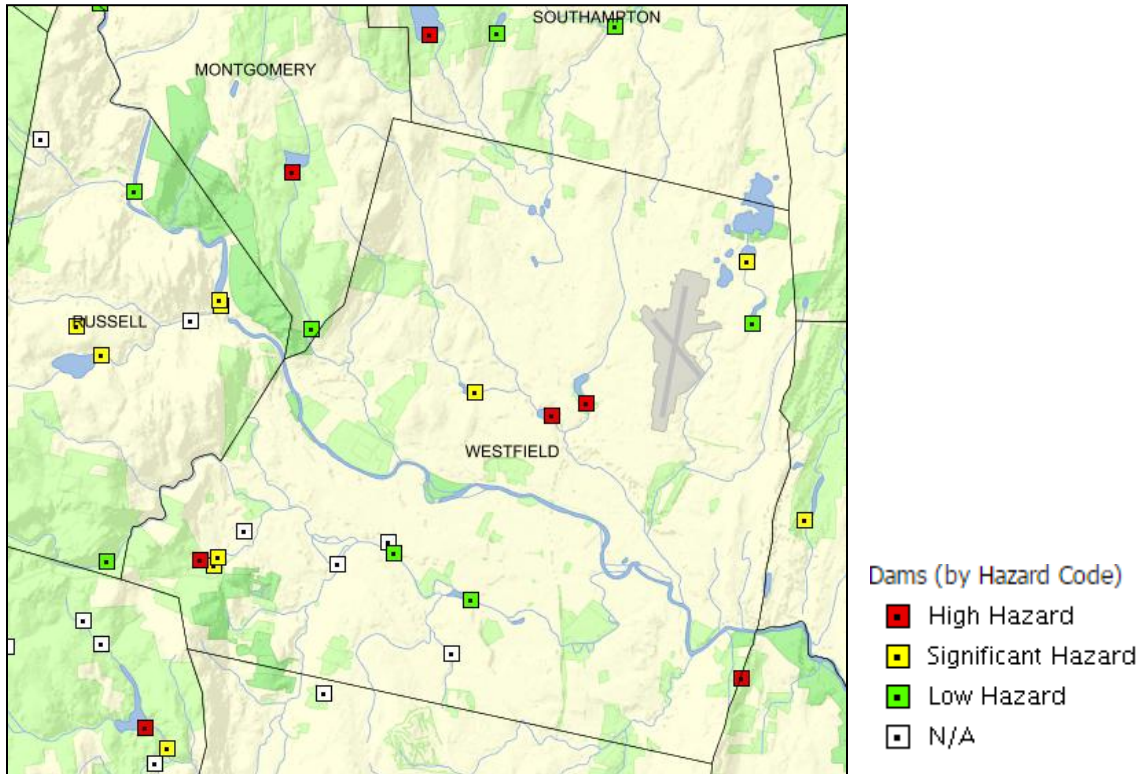 SOUTHAMPTON
MONTGOMERY
RUSSELL
WESTFIELD
Dams (by Hazard Code)
High Hazard
Significant Hazard
Low Hazard
N/A